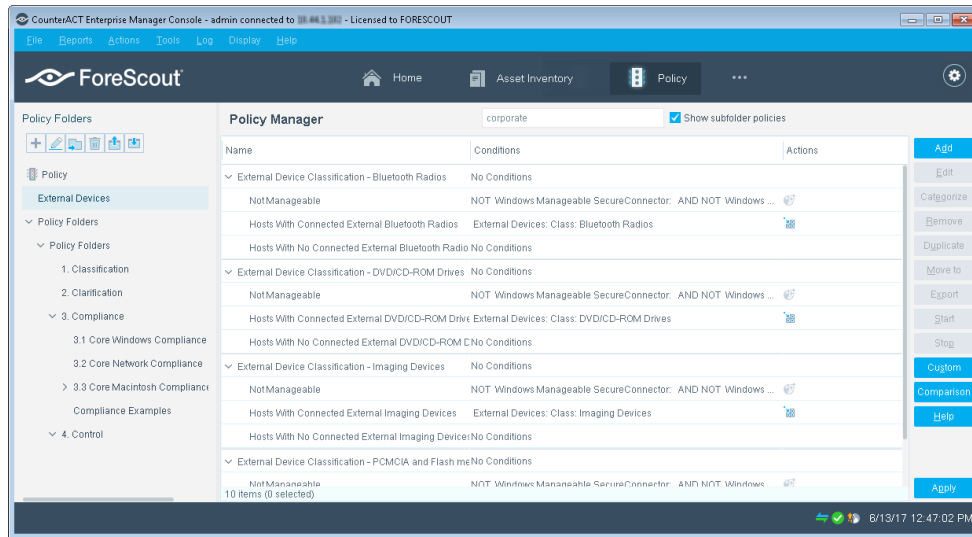 CounterACT Enterprise Manager Console - admin connected to - Licensed to FORESCOUT
File Reports Actions Tools Log Display Help
ForeScout
Home
Asset Inventory
Policy
•••
Policy Folders
Policy
External Devices
Policy Folders
Policy Folders
1. Classification
2. Clarification
3. Compliance
3.1 Core Windows Compliance
3.2 Core Network Compliance
3.3 Core Macintosh Compliance
Compliance Examples
4. Control
Policy Manager
corporate
Show subfolder policies
Name Conditions Actions
External Device Classification - Bluetooth Radios No Conditions
Not Manageable NOT Windows Manageable SecureConnector: AND NOT Windows ...
Hosts With Connected External Bluetooth Radios External Devices: Class: Bluetooth Radios
Hosts With No Connected External Bluetooth Radio No Conditions
External Device Classification - DVD/CD-ROM Drives No Conditions
Not Manageable NOT Windows Manageable SecureConnector: AND NOT Windows ...
Hosts With Connected External DVD/CD-ROM Drive External Devices: Class: DVD/CD-ROM Drives
Hosts With No Connected External DVD/CD-ROM D No Conditions
External Device Classification - Imaging Devices No Conditions
Not Manageable NOT Windows Manageable SecureConnector: AND NOT Windows ...
Hosts With Connected External Imaging Devices External Devices: Class: Imaging Devices
Hosts With No Connected External Imaging Devices No Conditions
External Device Classification - PCMCIA and Flash me No Conditions
Not Manageable NOT Windows Manageable SecureConnector: AND NOT Windows
10 items (0 selected)
Add
Edit
Categorize
Remove
Duplicate
Move to
Export
Start
Stop
Custom
Comparison
Help
Apply
6/13/17 12:47:02 PM